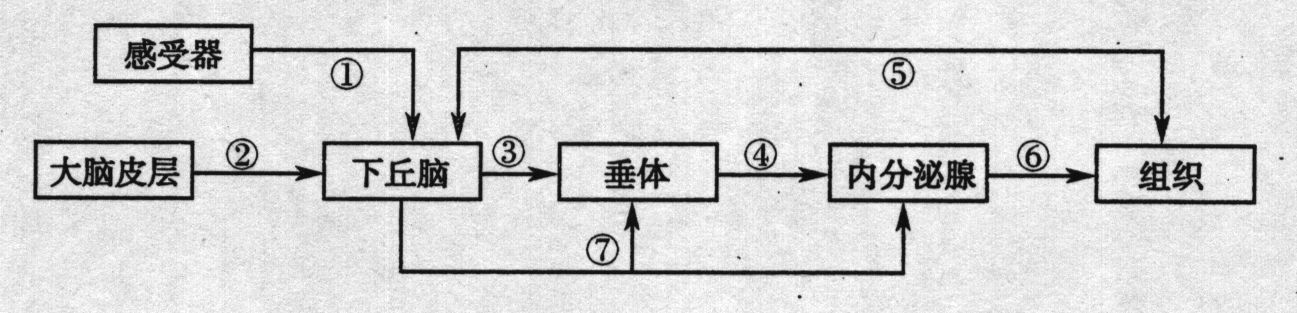 感受器
①
⑤
大脑皮层
②
下丘脑
③
垂体
④
内分泌腺
⑥
组织
⑦